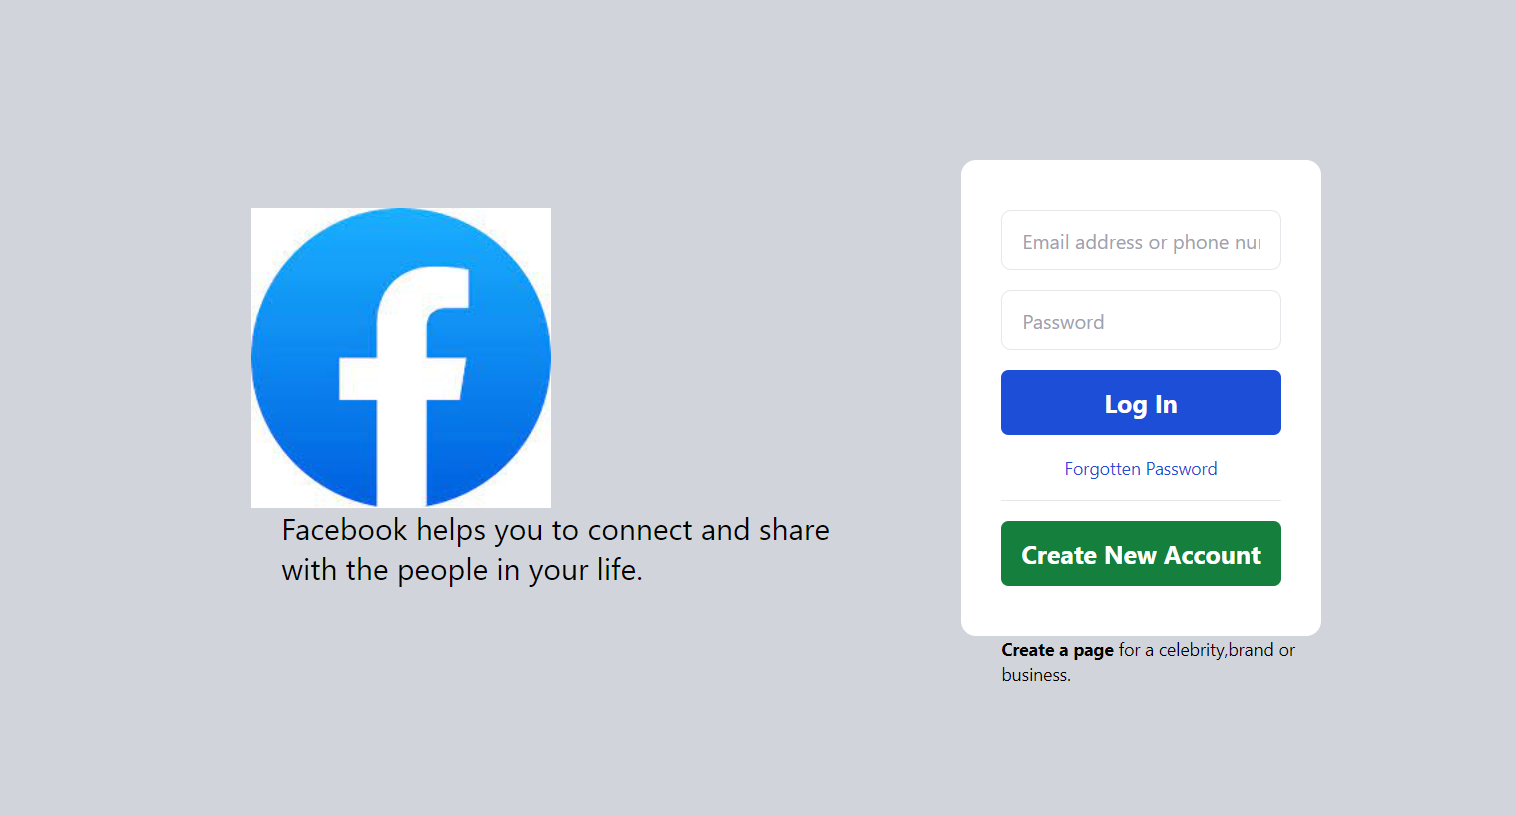 Facebook helps you to connect and share
with the people in your life.
Email address or phone nu
Password
Log In
Forgotten Password
Create New Account
Create a page for a celebrity,brand or
business.